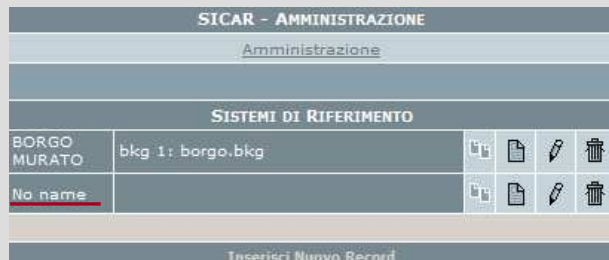 SICAR - AMMINISTRAZIONE
Amministrazione
SISTEMI DI RIFERIMENTO
BORGO
MURATO
bkg 1: borgo.bkg
No name
Inserisci Nuovo Record